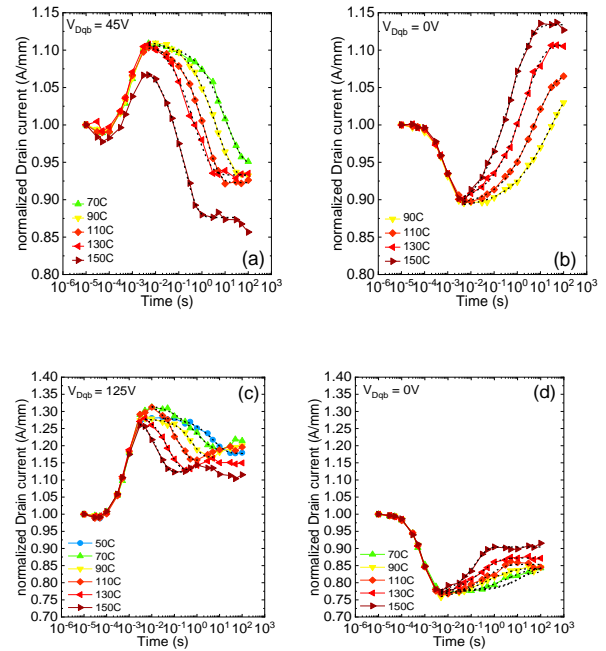 V_Dqb = 45V
(a)
normalized Drain current (A/mm)
1.15
1.10
1.05
1.00
0.95
0.90
0.85
0.80
70C
90C
110C
130C
150C
10^-6 10^-5 10^-4 10^-3 10^-2 10^-1 10^0 10^1 10^2 10^3
Time (s)
V_Dqb = 0V
(b)
normalized Drain current (A/mm)
1.15
1.10
1.05
1.00
0.95
0.90
0.85
0.80
90C
110C
130C
150C
10^-6 10^-5 10^-4 10^-3 10^-2 10^-1 10^0 10^1 10^2 10^3
Time (s)
V_Dqb = 125V
(c)
normalized Drain current (A/mm)
1.40
1.35
1.30
1.25
1.20
1.15
1.10
1.05
1.00
0.95
0.90
0.85
0.80
0.75
0.70
50C
70C
90C
110C
130C
150C
10^-6 10^-5 10^-4 10^-3 10^-2 10^-1 10^0 10^1 10^2 10^3
Time (s)
V_Dqb = 0V
(d)
normalized Drain current (A/mm)
1.40
1.35
1.30
1.25
1.20
1.15
1.10
1.05
1.00
0.95
0.90
0.85
0.80
0.75
0.70
70C
90C
110C
130C
150C
10^-6 10^-5 10^-4 10^-3 10^-2 10^-1 10^0 10^1 10^2 10^3
Time (s)